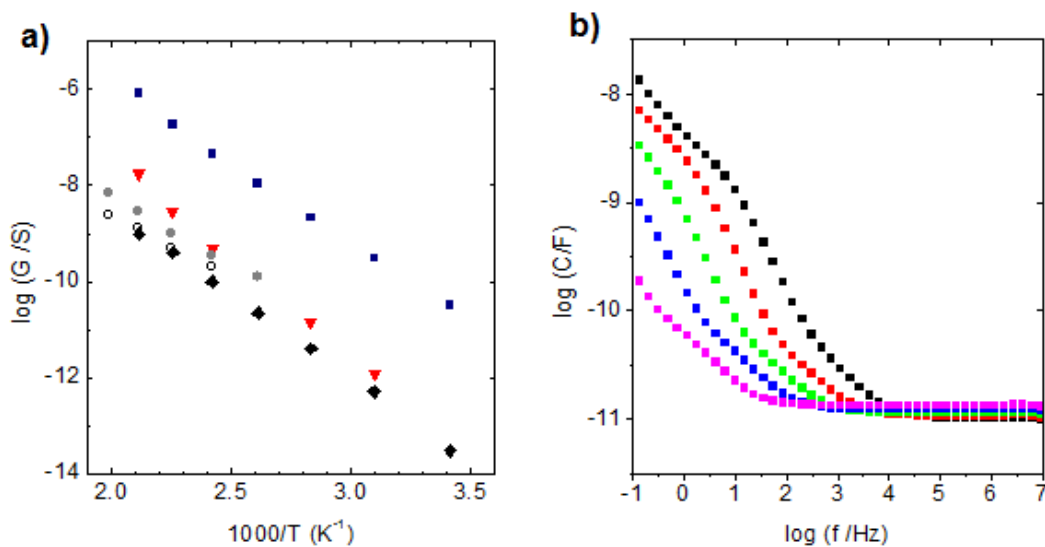 a)
log (G /S)
-6
-8
-10
-12
-14
2.0 2.5 3.0 3.5
1000/T (K⁻¹)
b)
log (C/F)
-8
-9
-10
-11
-1 0 1 2 3 4 5 6 7
log (f /Hz)